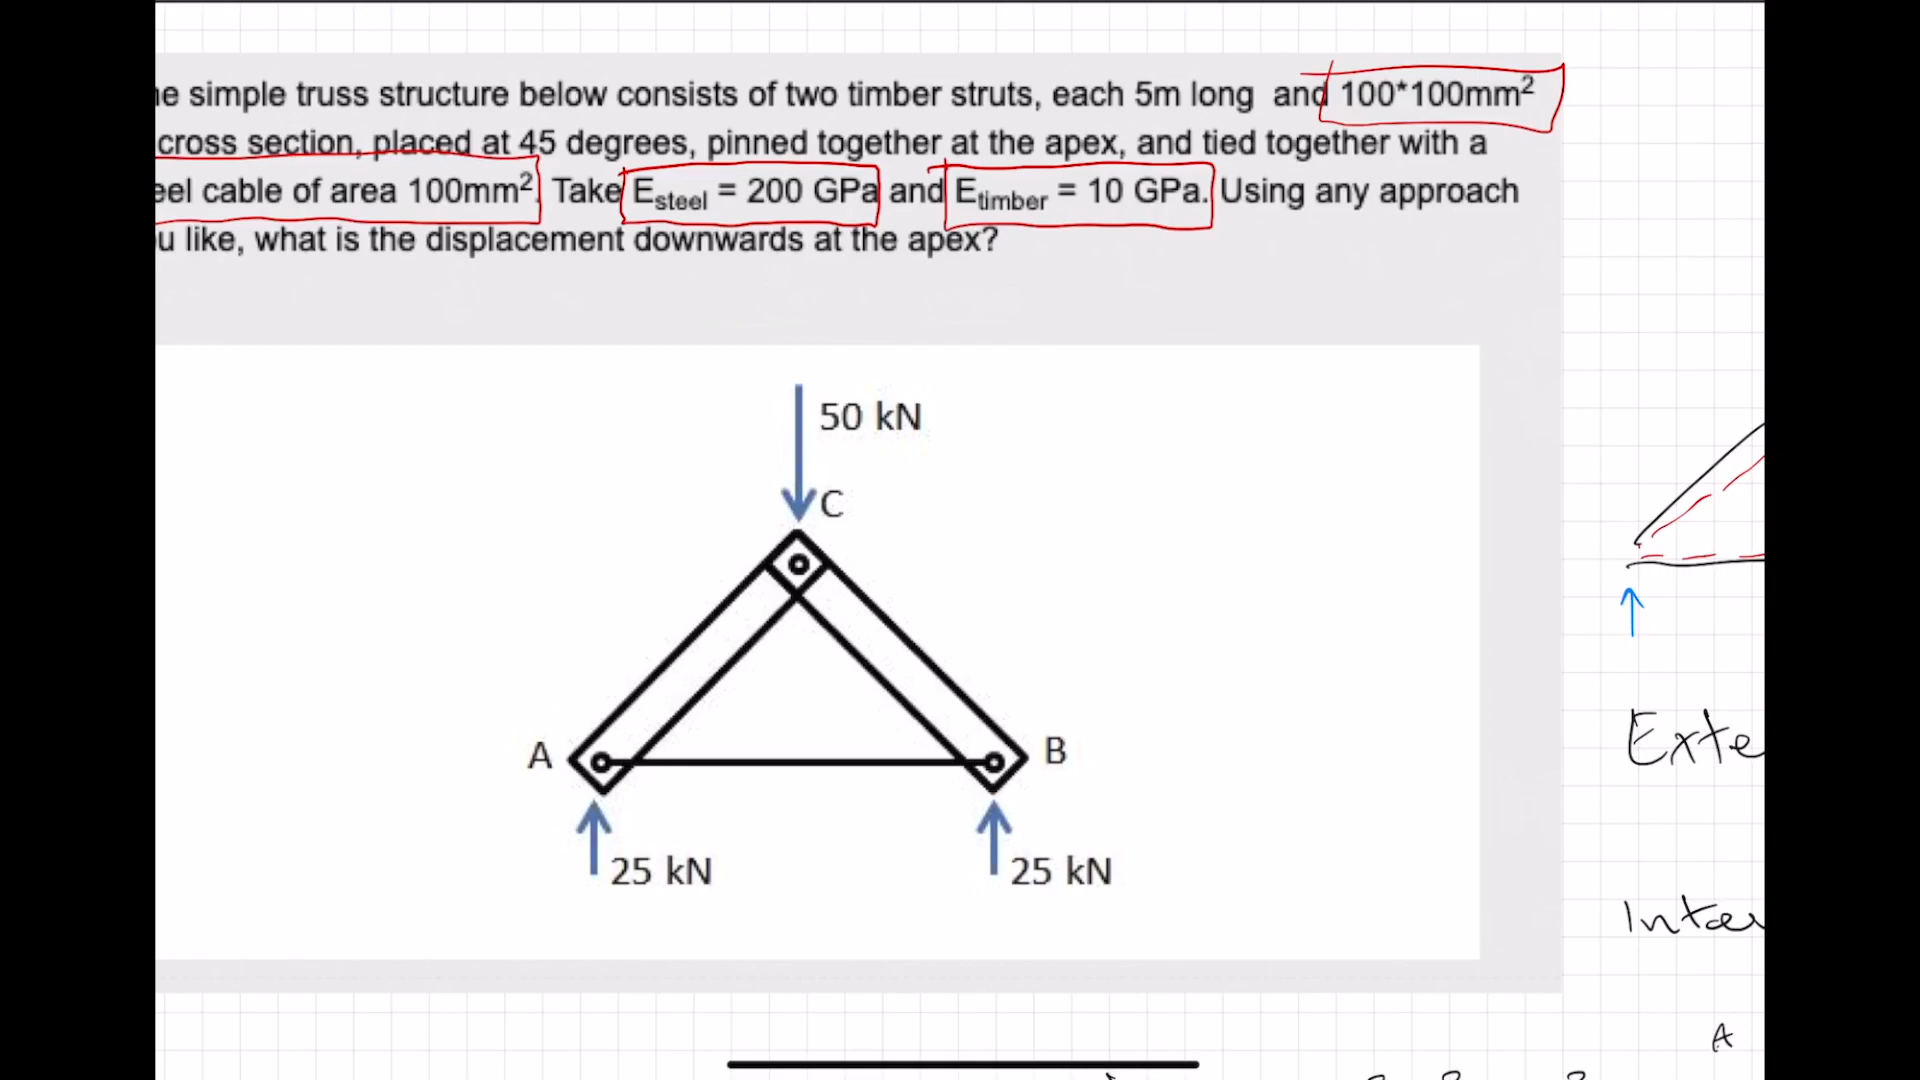 simple truss structure below consists of two timber struts, each 5m long and 100*100mm²
cross section, placed at 45 degrees, pinned together at the apex, and tied together with a
cable of area 100mm². Take Esteel = 200 GPa and Etimber = 10 GPa. Using any approach
like, what is the displacement downwards at the apex?
50 kN
C
A
B
25 kN
25 kN
Exte
Inte
A